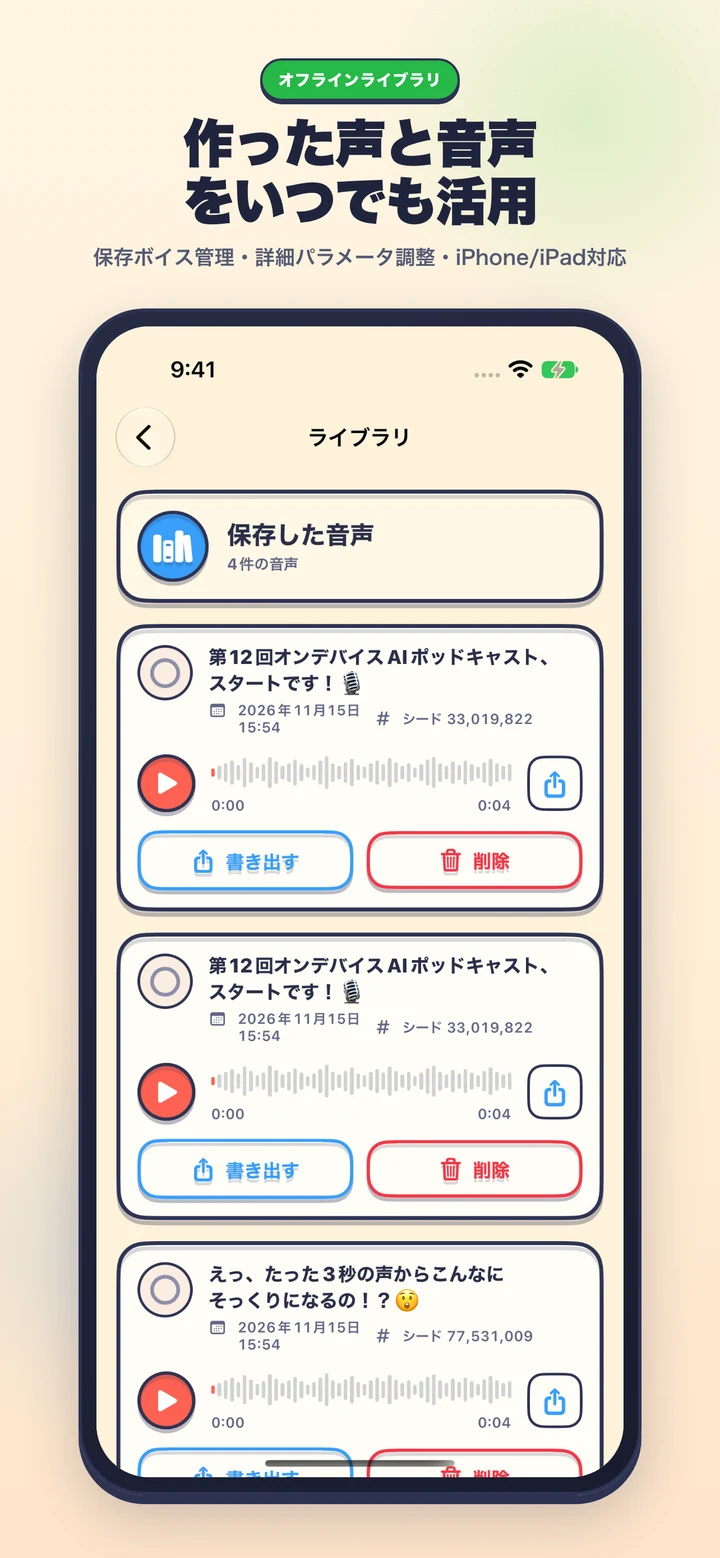 オフラインライブラリ
作った声と音声
をいつでも活用
保存ボイス管理・詳細パラメータ調整・iPhone/iPad対応
9:41
ライブラリ
保存した音声
4件の音声
第12回オンデバイスAIポッドキャスト、
スタートです！🎙️
2026年11月15日
15:54
# シード 33,019,822
0:00
0:04
書き出す
削除
第12回オンデバイスAIポッドキャスト、
スタートです！🎙️
2026年11月15日
15:54
# シード 33,019,822
0:00
0:04
書き出す
削除
えっ、たった3秒の声からこんなに
そっくりになるの！？😲
2026年11月15日
15:54
# シード 77,531,009
0:00
0:04
書き出す
削除